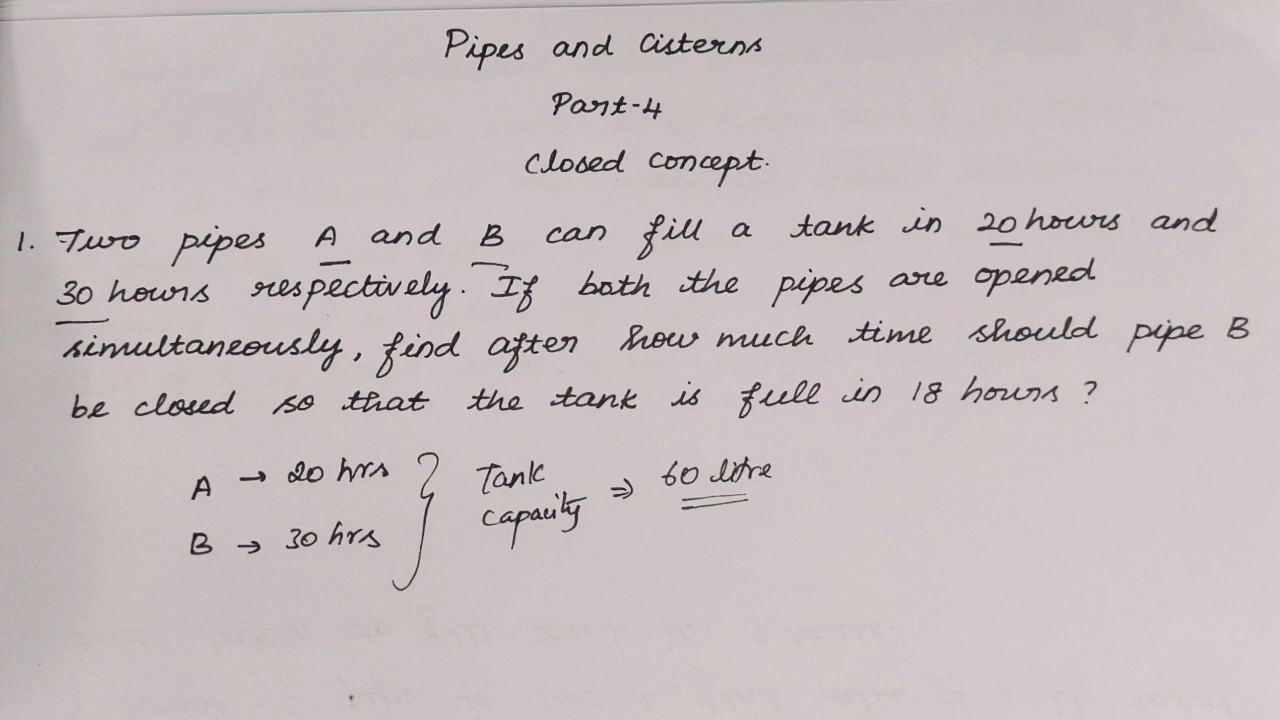 Pipes and Cisterns
Part-4
Closed concept.
1. Two pipes A and B can fill a tank in 20 hours and
30 hours respectively. If both the pipes are opened
simultaneously, find after how much time should pipe B
be closed so that the tank is full in 18 hours?
A → 20 hrs } Tank capacity ⇒ 60 litre
B → 30 hrs